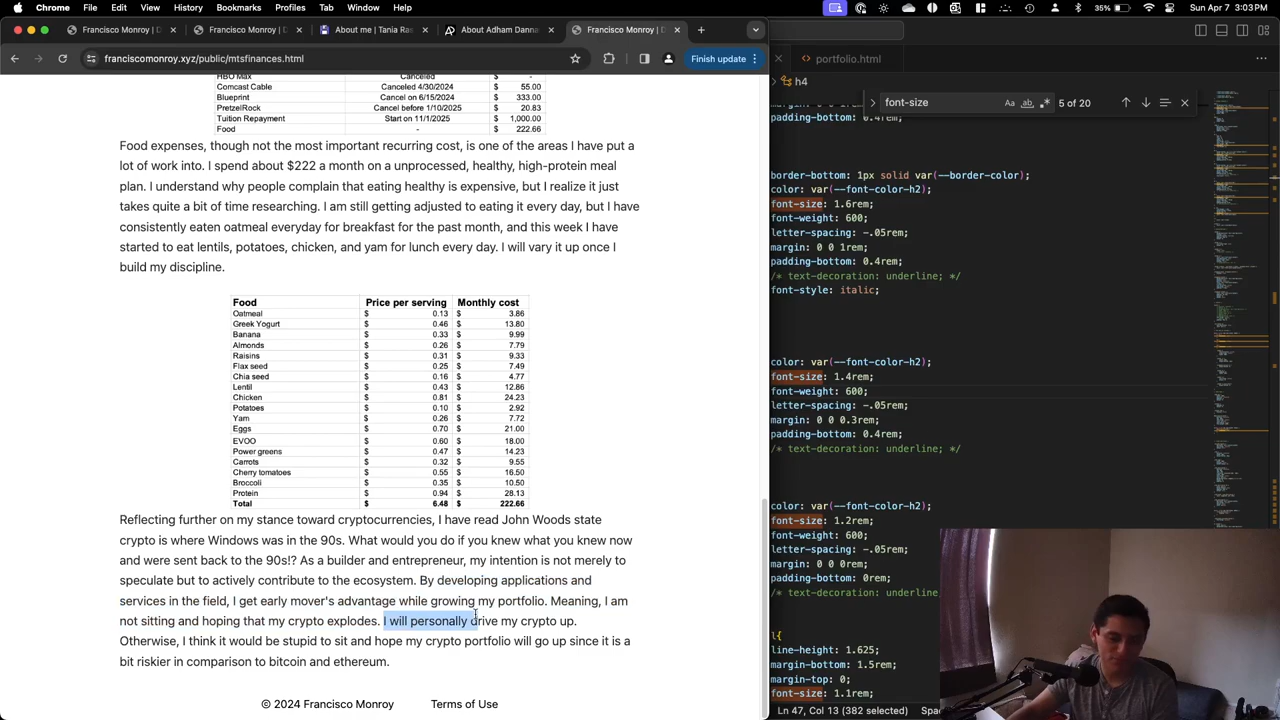 Chrome File Edit View History Bookmarks Profiles Tab Window Help
35% Sun Apr 7 3:03 PM
Francisco Monroy | D
Francisco Monroy | D
About me | Tania Ras
About Adham Danna
Francisco Monroy | D
franciscomonroy.xyz/public/mtsfinances.html
Finish update
HBO Max Canceled $ -
Comcast Cable Canceled 4/30/2024 $ 55.00
Blueprint Cancel on 6/15/2024 $ 333.00
PretzelRock Cancel before 1/10/2025 $ 20.83
Tuition Repayment Start on 11/1/2025 $ 1,000.00
Food - $ 222.66
Food expenses, though not the most important recurring cost, is one of the areas I have put a
lot of work into. I spend about $222 a month on a unprocessed, healthy, high protein meal
plan. I understand why people complain that eating healthy is expensive, but I realize it just
takes quite a bit of time researching. I am still getting adjusted to eating it every day, but I have
consistently eaten oatmeal everyday for breakfast for the past month, and this week I have
started to eat lentils, potatoes, chicken, and yam for lunch every day. I will vary it up once I
build my discipline.
Food Price per serving Monthly cost
Oatmeal $ 0.13 $ 3.86
Greek Yogurt $ 0.46 $ 13.80
Banana $ 0.33 $ 9.99
Almonds $ 0.26 $ 7.79
Raisins $ 0.31 $ 9.33
Flax seed $ 0.25 $ 7.49
Chia seed $ 0.16 $ 4.77
Lentil $ 0.43 $ 12.86
Chicken $ 0.81 $ 24.23
Potatoes $ 0.10 $ 2.92
Yam $ 0.26 $ 7.72
Eggs $ 0.70 $ 21.00
EVOO $ 0.60 $ 18.00
Power greens $ 0.47 $ 14.23
Carrots $ 0.32 $ 9.55
Cherry tomatoes $ 0.55 $ 16.50
Broccoli $ 0.35 $ 10.50
Protein $ 0.94 $ 28.13
Total $ 6.48 $ 222.66
Reflecting further on my stance toward cryptocurrencies, I have read John Woods state
crypto is where Windows was in the 90s. What would you do if you knew what you knew now
and were sent back to the 90s!? As a builder and entrepreneur, my intention is not merely to
speculate but to actively contribute to the ecosystem. By developing applications and
services in the field, I get early mover's advantage while growing my portfolio. Meaning, I am
not sitting and hoping that my crypto explodes. I will personally drive my crypto up.
Otherwise, I think it would be stupid to sit and hope my crypto portfolio will go up since it is a
bit riskier in comparison to bitcoin and ethereum.
© 2024 Francisco Monroy Terms of Use
portfolio.html
h4
font-size Aa ab 5 of 20
padding-bottom: 0.4rem;
border-bottom: 1px solid var(--border-color);
color: var(--font-color-h2);
font-size: 1.6rem;
font-weight: 600;
letter-spacing: -.05rem;
margin: 0 0 1rem;
padding-bottom: 0.4rem;
/* text-decoration: underline; */
font-style: italic;
color: var(--font-color-h2);
font-size: 1.4rem;
font-weight: 600;
letter-spacing: -.05rem;
margin: 0 0 0.3rem;
padding-bottom: 0.4rem;
/* text-decoration: underline; */
color: var(--font-color-h2);
font-size: 1.2rem;
font-weight: 600;
letter-spacing: -.05rem;
margin: 0 0 0rem;
padding-bottom: 0rem;
/* text-decoration: underline;
l{
line-height: 1.625;
margin-bottom: 1.5rem;
margin-top: 0;
font-size: 1.1rem;
Ln 47, Col 13 (382 selected) Spa